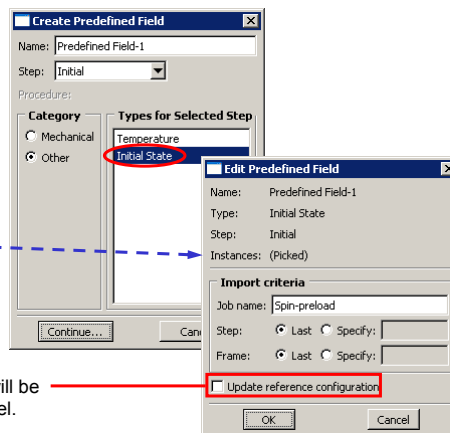 Create Predefined Field
Name: Predefined Field-1
Step: Initial
Procedure:
Category
Mechanical
Other
Types for Selected Step
Temperature
Initial State
Continue...
Edit Predefined Field
Name: Predefined Field-1
Type: Initial State
Step: Initial
Instances: (Picked)
Import criteria
Job name: Spin-preload
Step: Last Specify:
Frame: Last Specify:
Update reference configuration
OK Cancel
ill be
el.